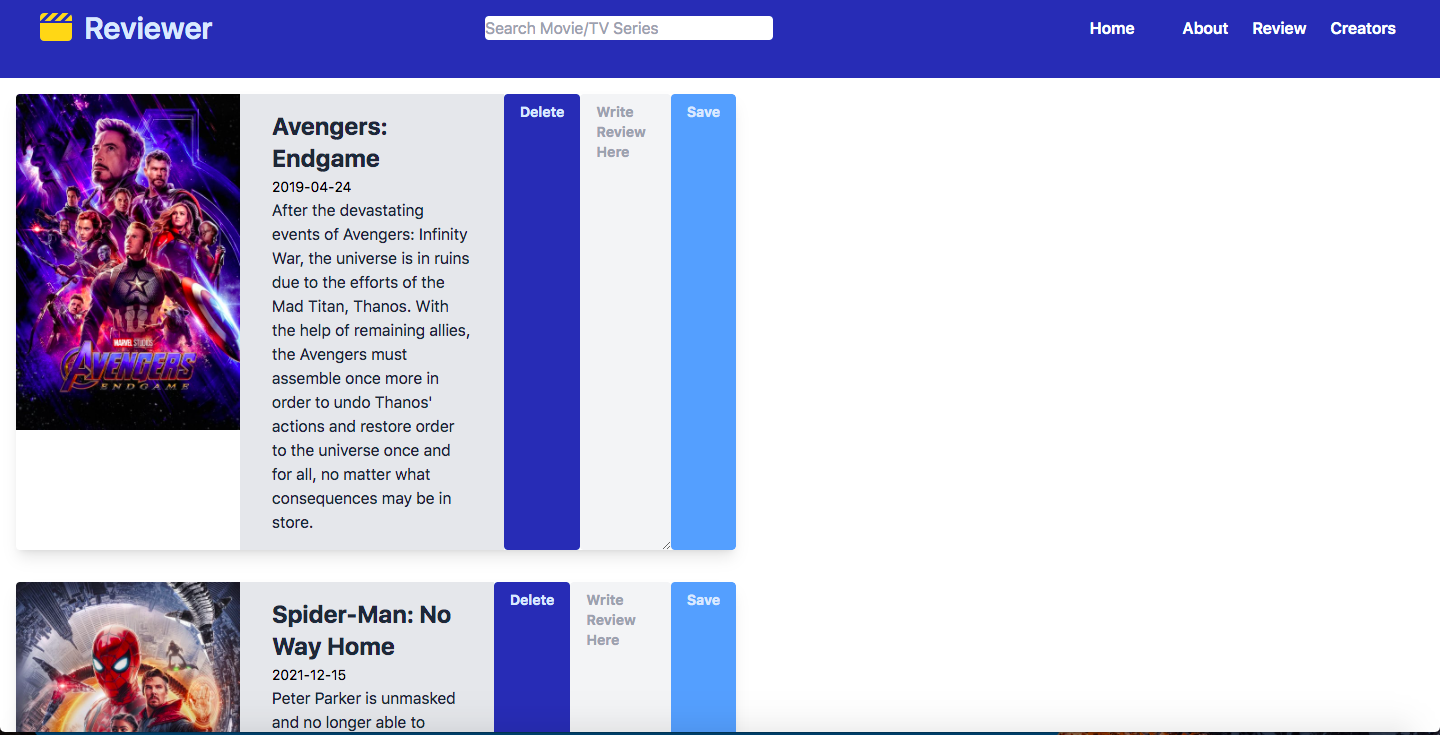 Reviewer
Search Movie/TV Series
Home About Review Creators
Avengers:
Endgame
2019-04-24
After the devastating
events of Avengers: Infinity
War, the universe is in ruins
due to the efforts of the
Mad Titan, Thanos. With
the help of remaining allies,
the Avengers must
assemble once more in
order to undo Thanos'
actions and restore order
to the universe once and
for all, no matter what
consequences may be in
store.
Delete
Write
Review
Here
Save
MARVEL STUDIOS
AVENGERS
ENDGAME
Spider-Man: No
Way Home
2021-12-15
Peter Parker is unmasked
and no longer able to
Delete
Write
Review
Here
Save